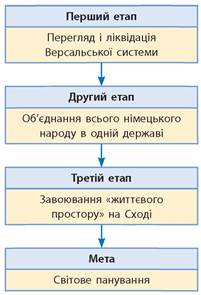 Перший етап
Перегляд і ліквідація
Версальської системи
Другий етап
Об’єднання всього німецького
народу в одній державі
Третій етап
Завоювання «життєвого
простору» на Сході
Мета
Світове панування